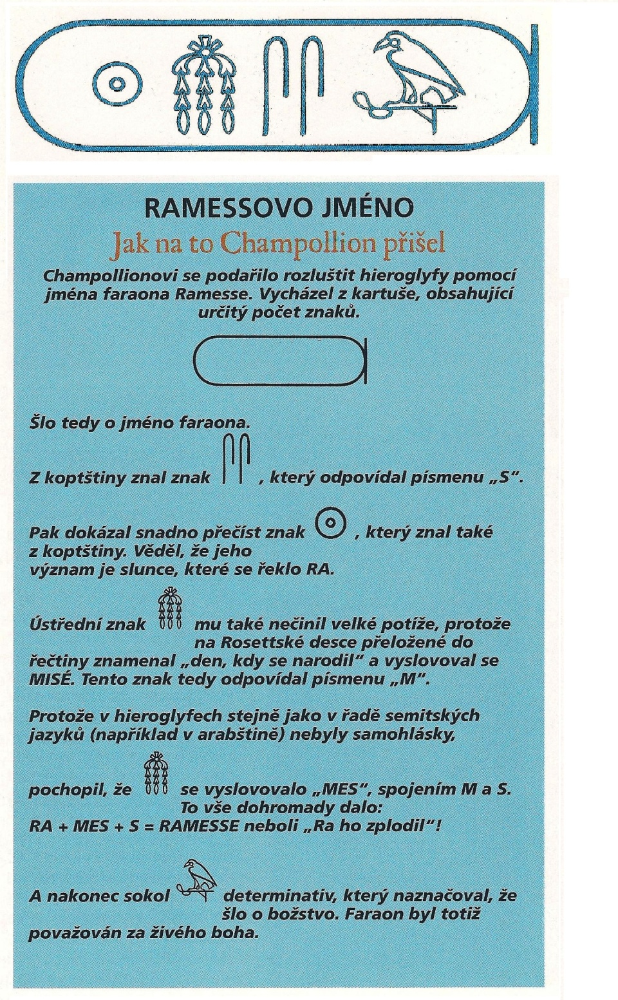 RAMESSOVO JMÉNO
Jak na to Champollion přišel
Champollionovi se podařilo rozluštit hieroglyfy pomocí
jména faraona Ramesse. Vycházel z kartuše, obsahující
určitý počet znaků.
Šlo tedy o jméno faraona.
Z koptštiny znal znak , který odpovídal písmenu „S“.
Pak dokázal snadno přečíst znak , který znal také
z koptštiny. Věděl, že jeho
význam je slunce, které se řeklo RA.
Ústřední znak mu také nečinil velké potíže, protože
na Rosettské desce přeložené do
řečtiny znamenal „den, kdy se narodil“ a vyslovoval se
MISÉ. Tento znak tedy odpovídal písmenu „M“.
Protože v hieroglyfech stejně jako v řadě semitských
jazyků (například v arabštině) nebyly samohlásky,
pochopil, že se vyslovovalo „MES“, spojením M a S.
To vše dohromady dalo:
RA + MES + S = RAMESSE neboli „Ra ho zplodil“!
A nakonec sokol determinativ, který naznačoval, že
šlo o božstvo. Faraon byl totiž
považován za živého boha.